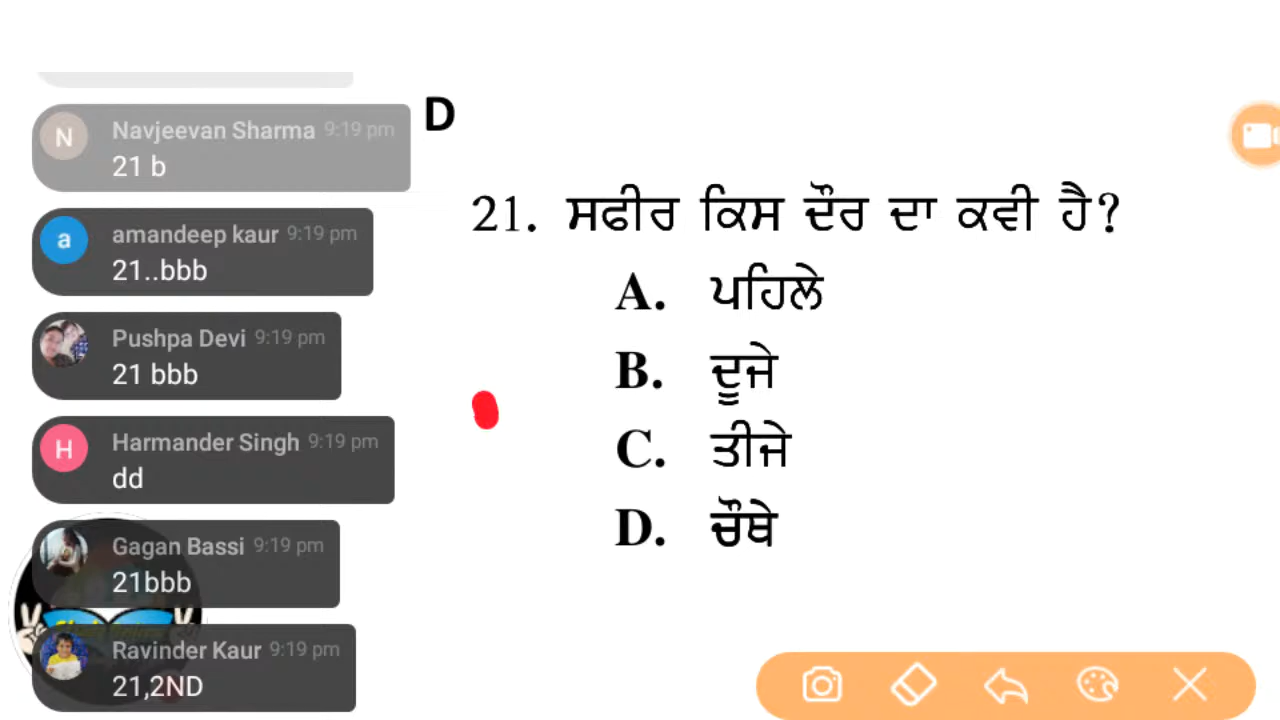 N Navjeevan Sharma 9:19 pm
21 b
a amandeep kaur 9:19 pm
21..bbb
Pushpa Devi 9:19 pm
21 bbb
H Harmander Singh 9:19 pm
dd
Gagan Bassi 9:19 pm
21bbb
Ravinder Kaur 9:19 pm
21,2ND
D
21. ਸਫੀਰ ਕਿਸ ਦੌਰ ਦਾ ਕਵੀ ਹੈ?
A. ਪਹਿਲੇ
B. ਦੂਜੇ
C. ਤੀਜੇ
D. ਚੌਥੇ